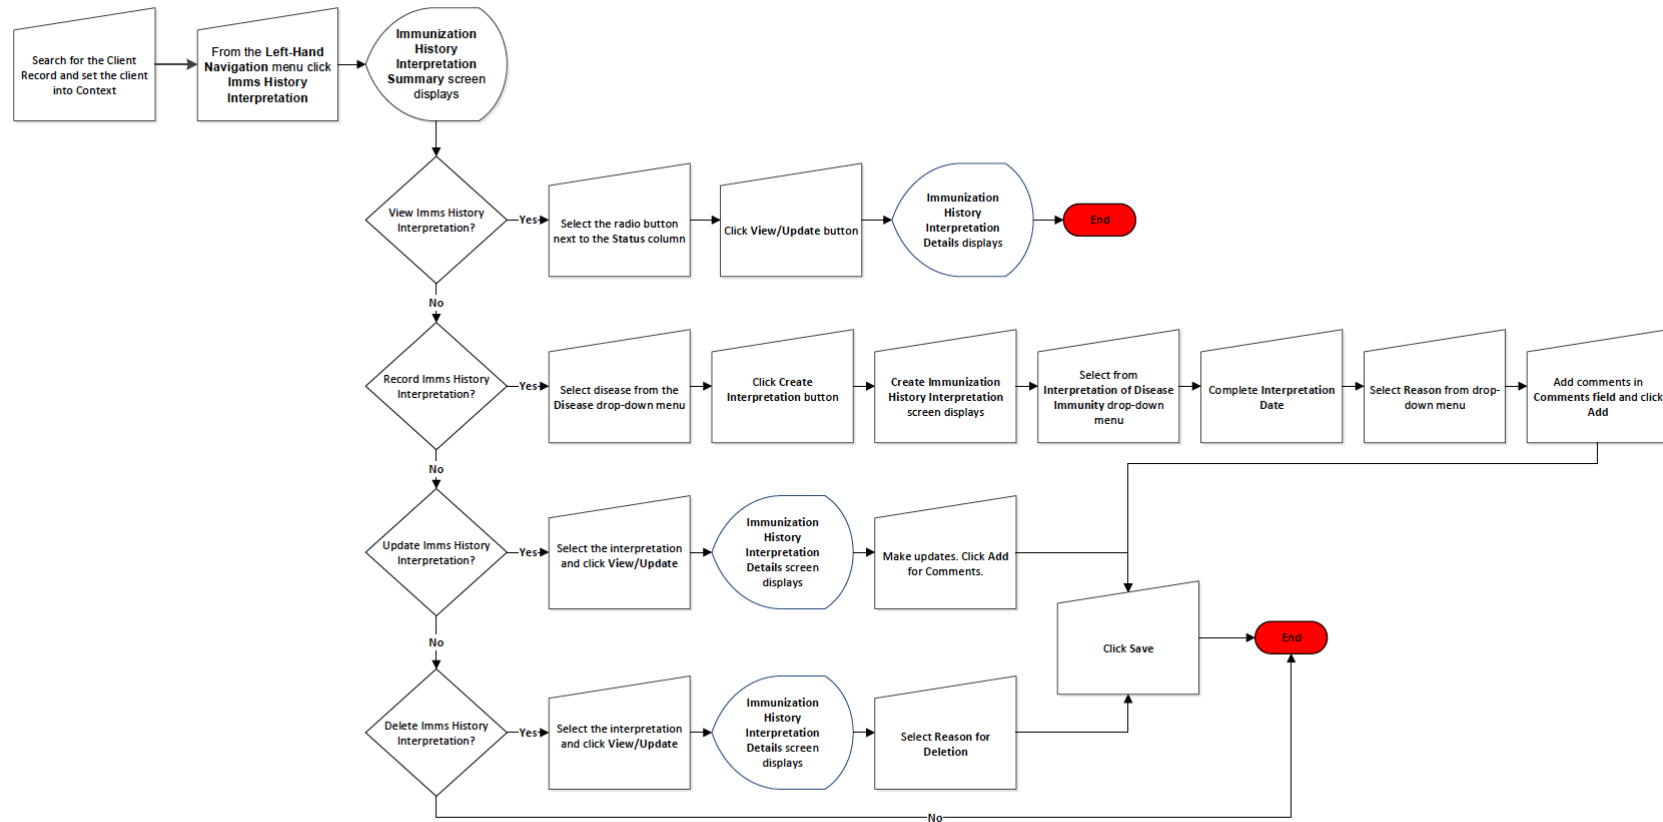 Search for the Client
Record and set the client
into Context
From the Left-Hand
Navigation menu click
Imms History
Interpretation
Immunization
History
Interpretation
Summary screen
displays
View Imms History
Interpretation?
Yes
Select the radio button
next to the Status column
Click View/Update button
Immunization
History
Interpretation
Details displays
End
No
Record Imms History
Interpretation?
Yes
Select disease from the
Disease drop-down menu
Click Create
Interpretation button
Create Immunization
History Interpretation
screen displays
Select from
Interpretation of Disease
Immunity drop-down
menu
Complete Interpretation
Date
Select Reason from drop-
down menu
Add comments in
Comments field and click
Add
No
Update Imms History
Interpretation?
Yes
Select the interpretation
and click View/Update
Immunization
History
Interpretation
Details screen
displays
Make updates. Click Add
for Comments.
Click Save
End
No
Delete Imms History
Interpretation?
Yes
Select the interpretation
and click View/Update
Immunization
History
Interpretation
Details screen
displays
Select Reason for
Deletion
No